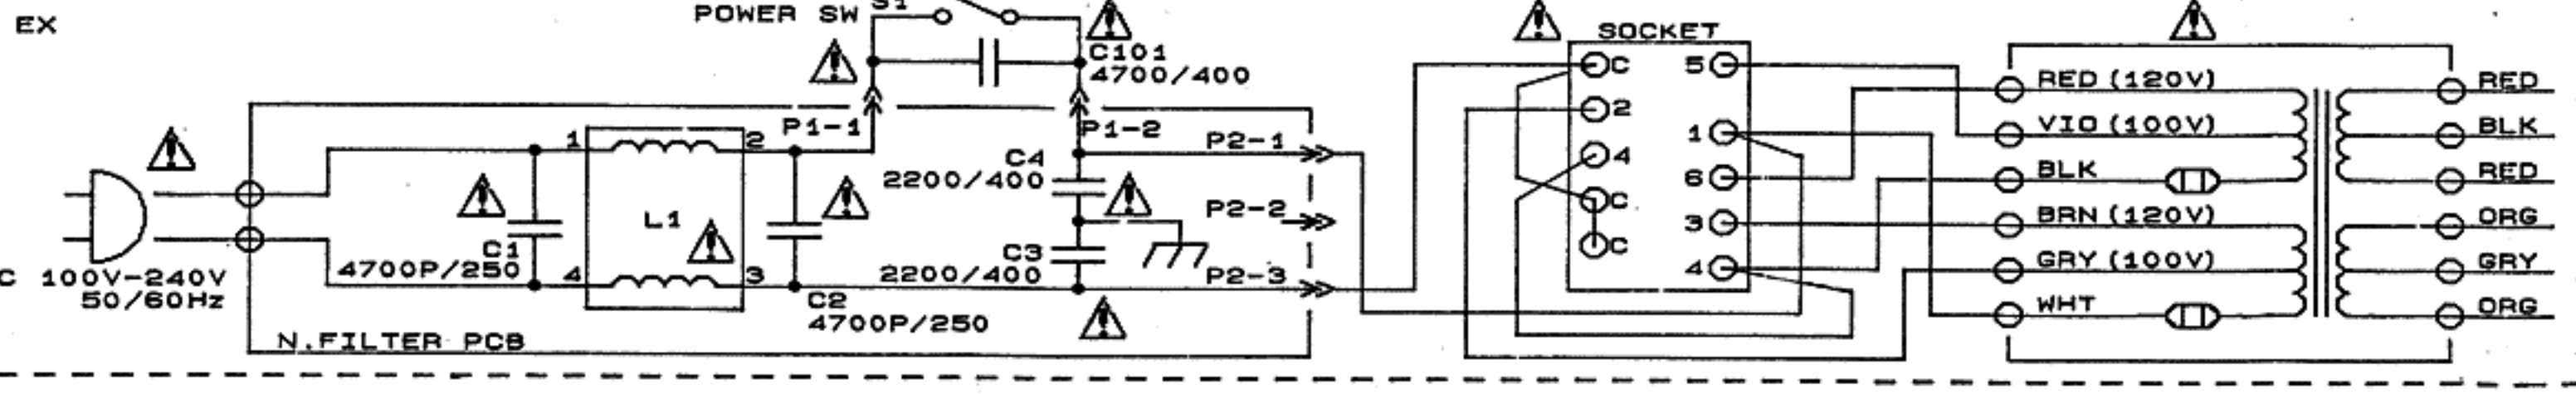 EX
POWER SW S1
C101
4700/400
SOCKET
C
5
2
1
4
6
C
3
C
4
RED (120V)
VIO (100V)
BLK
BRN (120V)
GRY (100V)
WHT
RED
BLK
RED
ORG
GRY
ORG
P1-1
P1-2
P2-1
P2-2
P2-3
1
2
L1
4
3
C1
4700P/250
C2
4700P/250
C4
2200/400
C3
2200/400
C 100V-240V
50/60Hz
N.FILTER PCB